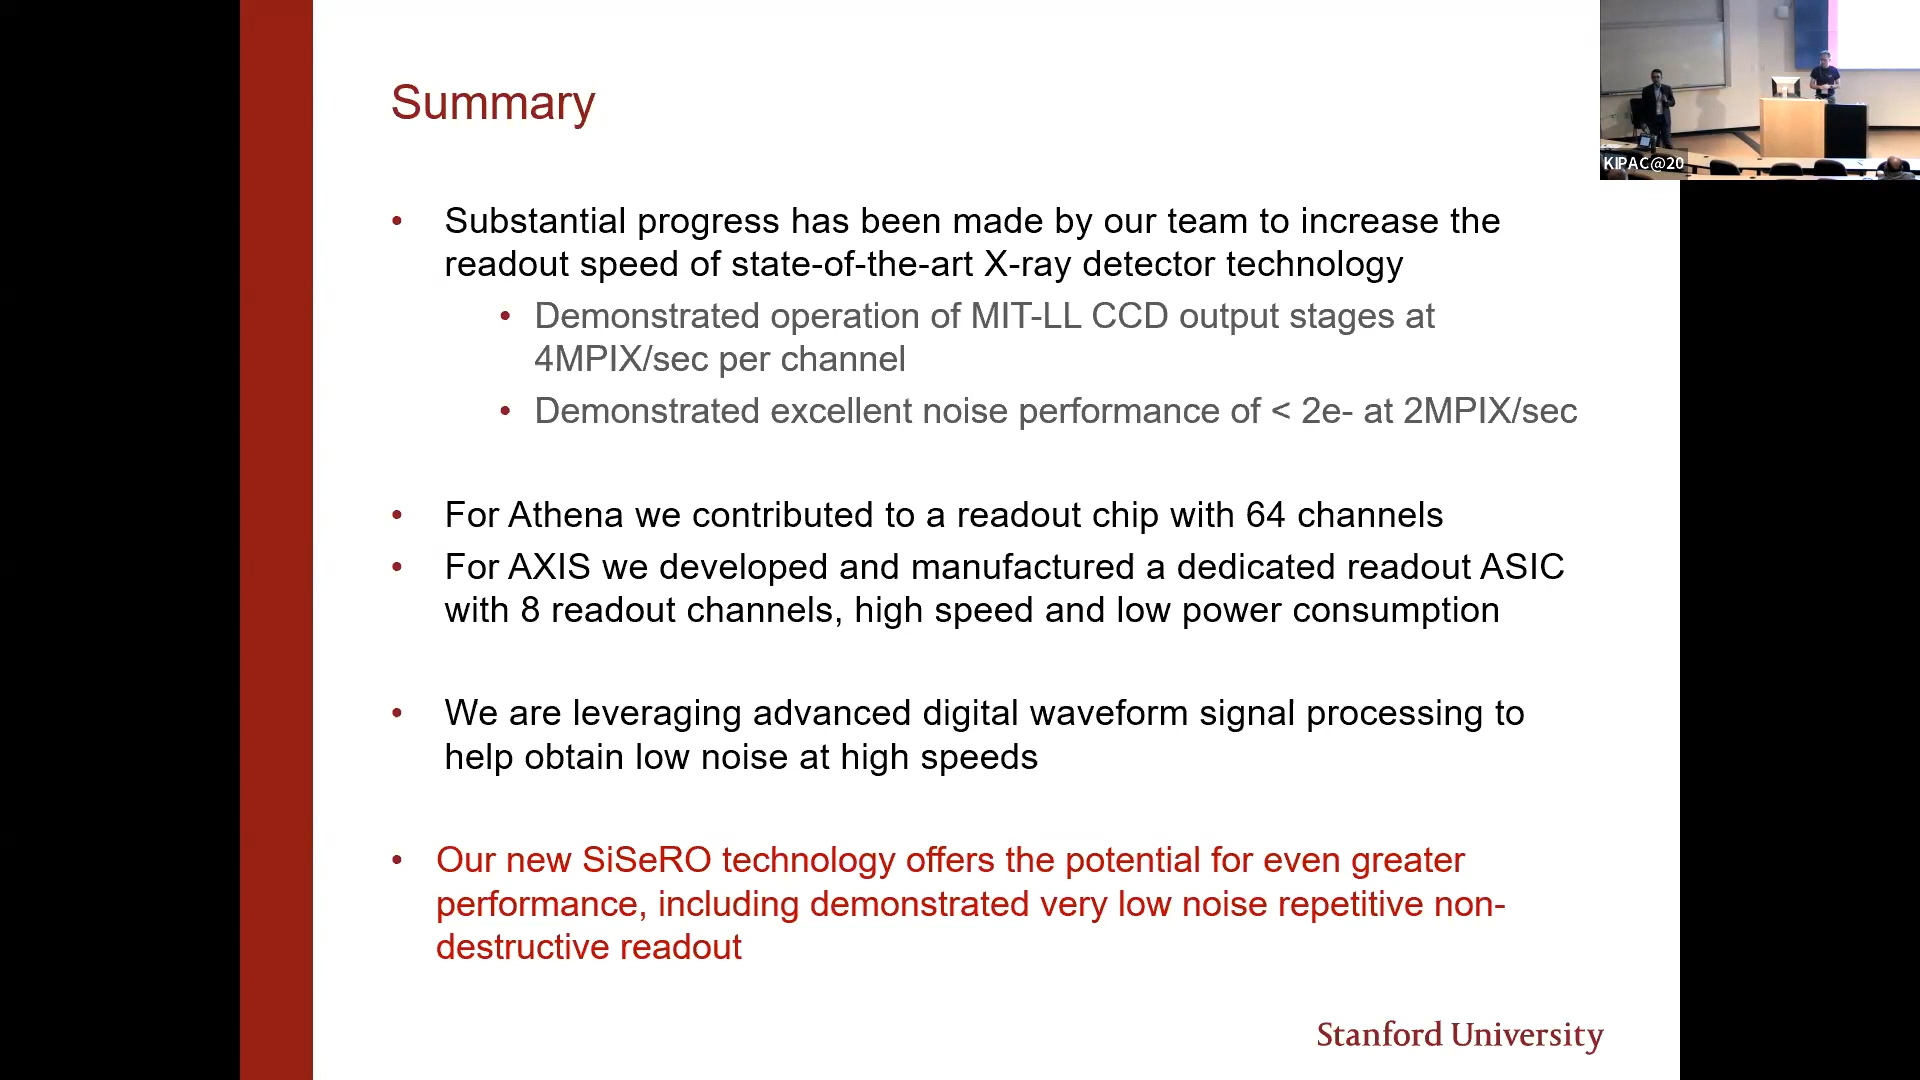 Summary
KIPAC@20
• Substantial progress has been made by our team to increase the
readout speed of state-of-the-art X-ray detector technology
• Demonstrated operation of MIT-LL CCD output stages at
4MPIX/sec per channel
• Demonstrated excellent noise performance of < 2e- at 2MPIX/sec
• For Athena we contributed to a readout chip with 64 channels
• For AXIS we developed and manufactured a dedicated readout ASIC
with 8 readout channels, high speed and low power consumption
• We are leveraging advanced digital waveform signal processing to
help obtain low noise at high speeds
• Our new SiSeRO technology offers the potential for even greater
performance, including demonstrated very low noise repetitive non-
destructive readout
Stanford University